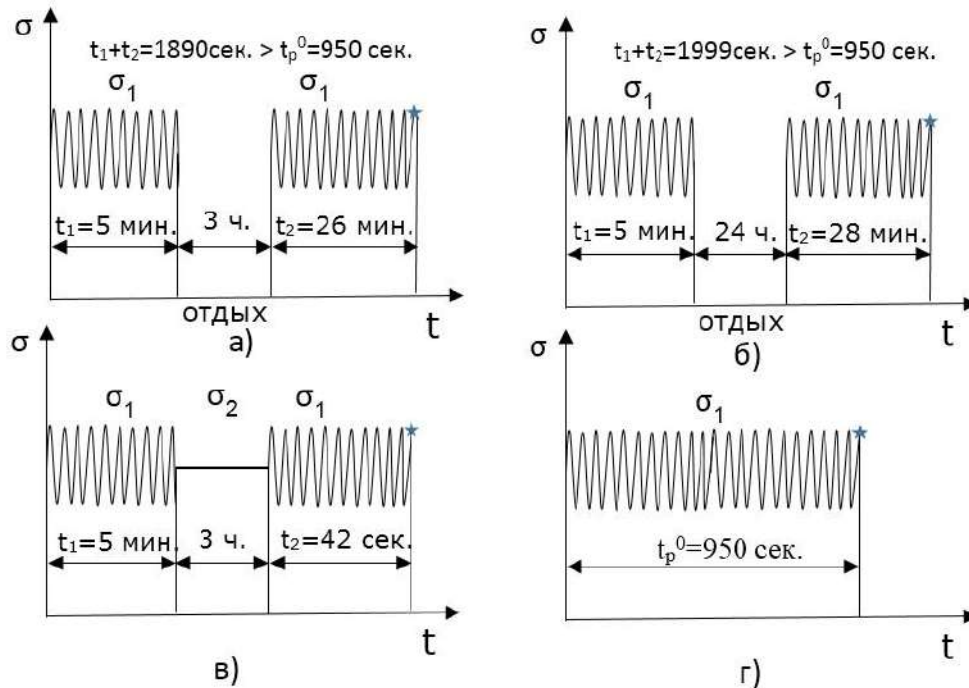 σ
t₁+t₂=1890сек. > tₚ⁰=950 сек.
σ₁ σ₁
t₁=5 мин. 3 ч. t₂=26 мин.
отдых t
а)
σ
t₁+t₂=1999сек. > tₚ⁰=950 сек.
σ₁ σ₁
t₁=5 мин. 24 ч. t₂=28 мин.
отдых t
б)
σ
σ₁ σ₂ σ₁
t₁=5 мин. 3 ч. t₂=42 сек.
t
в)
σ
σ₁
tₚ⁰=950 сек.
t
г)